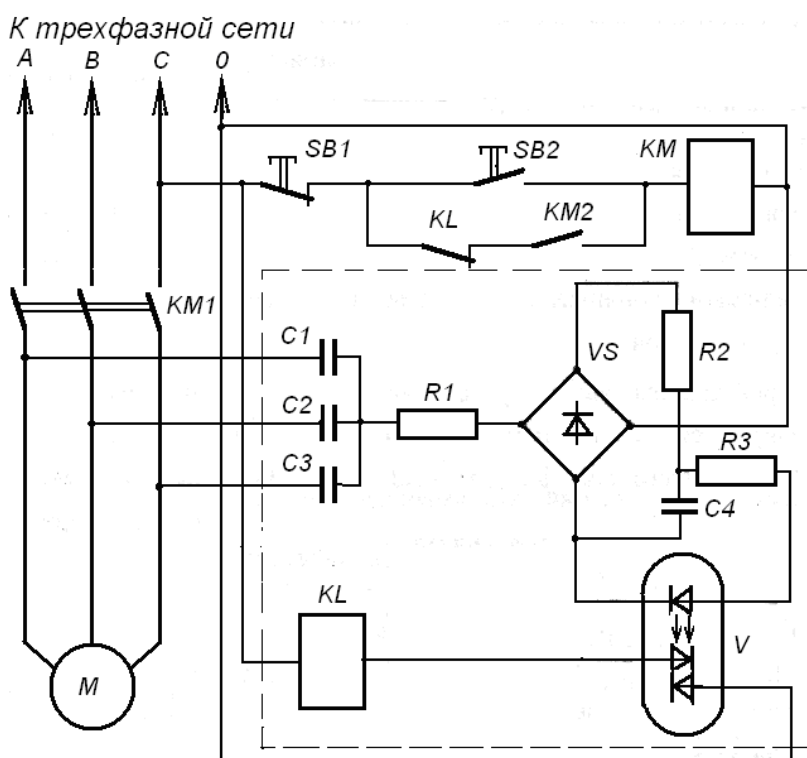 К трехфазной сети
A B C 0
SB1 SB2 KM
KL KM2
KM1
C1 VS R2
R1
C2
C3 R3
C4
KL
V
M